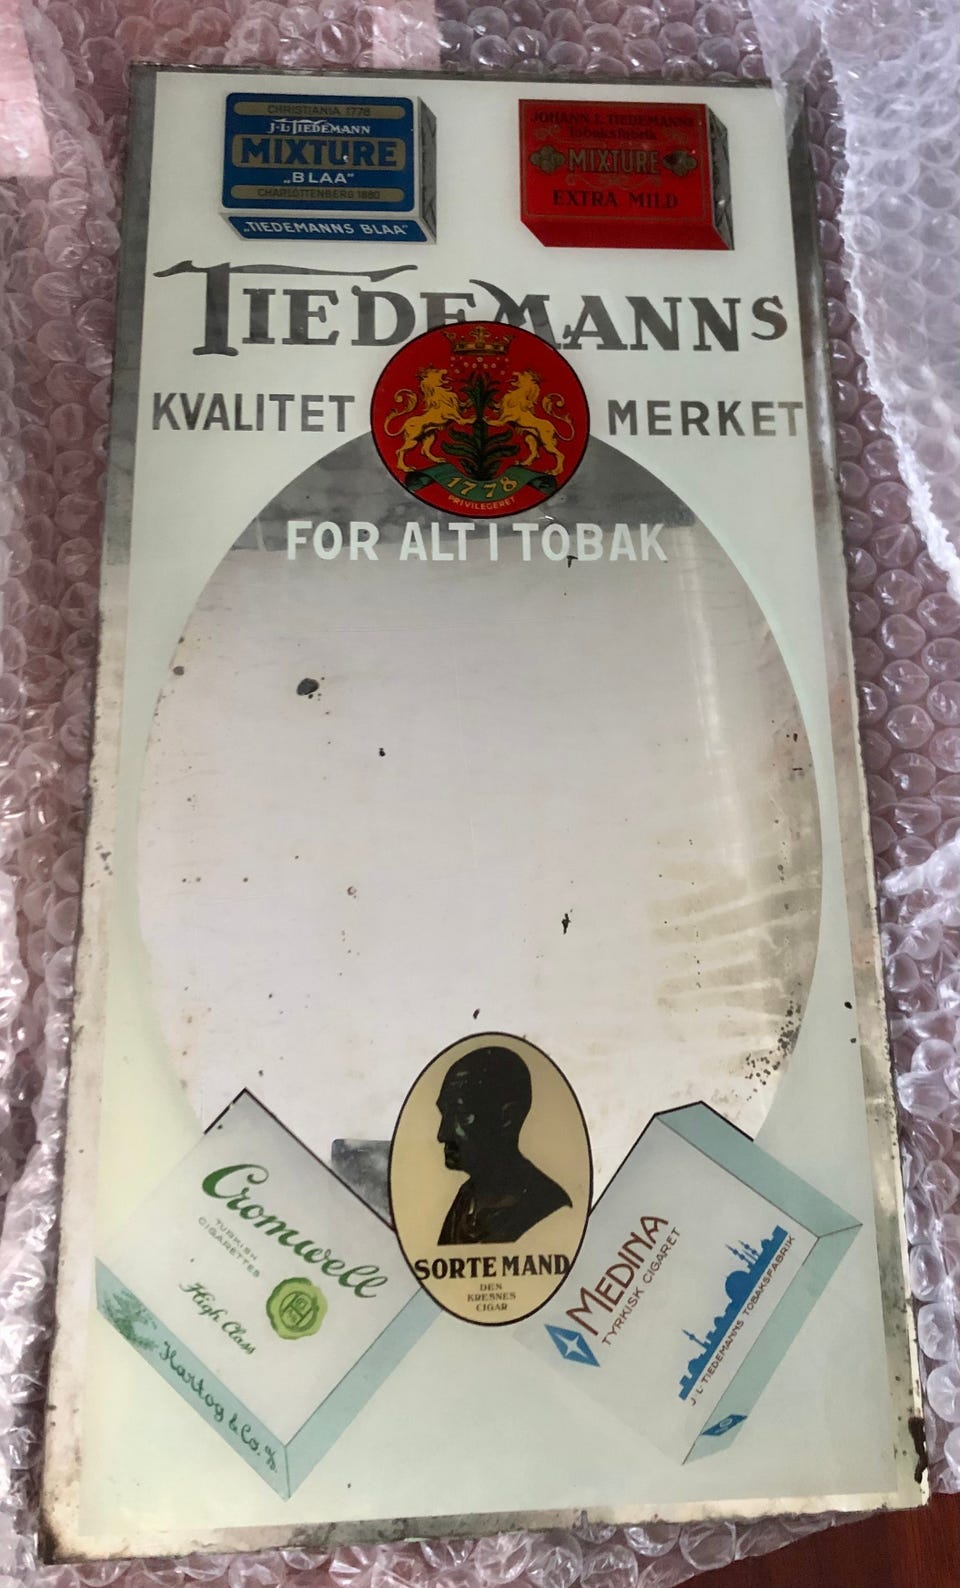 CHRISTIANIA 1778
J·L·TIEDEMANN
MIXTURE
„BLAA”
CHARLOTTENBERG 1880
„TIEDEMANNS BLAA”
JOHANN L. TIEDEMANNS
Tobaksfabrik
MIXTURE
EXTRA MILD
TIEDEMANNS
KVALITET MERKET
1778
PRIVILEGERET
FOR ALT I TOBAK
Cromwell
TURKISH
CIGARETTES
High Class
Hartog & Co. A/S
SORTE MAND
DEN
KRESNES
CIGAR
MEDINA
TYRKISK CIGARET
J·L·TIEDEMANNS TOBAKSFABRIK